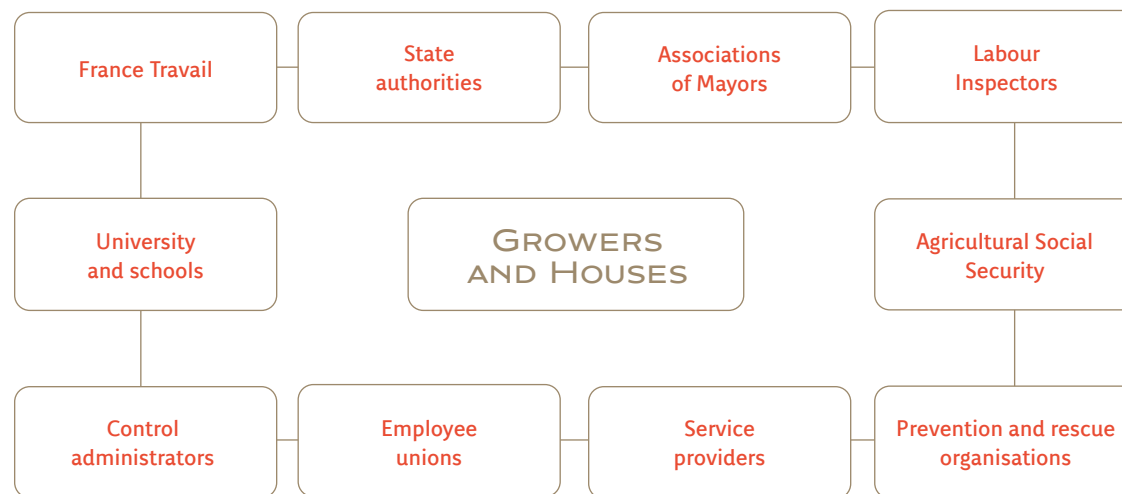 France Travail
State
authorities
Associations
of Mayors
Labour
Inspectors
University
and schools
Growers
and Houses
Agricultural Social
Security
Control
administrators
Employee
unions
Service
providers
Prevention and rescue
organisations